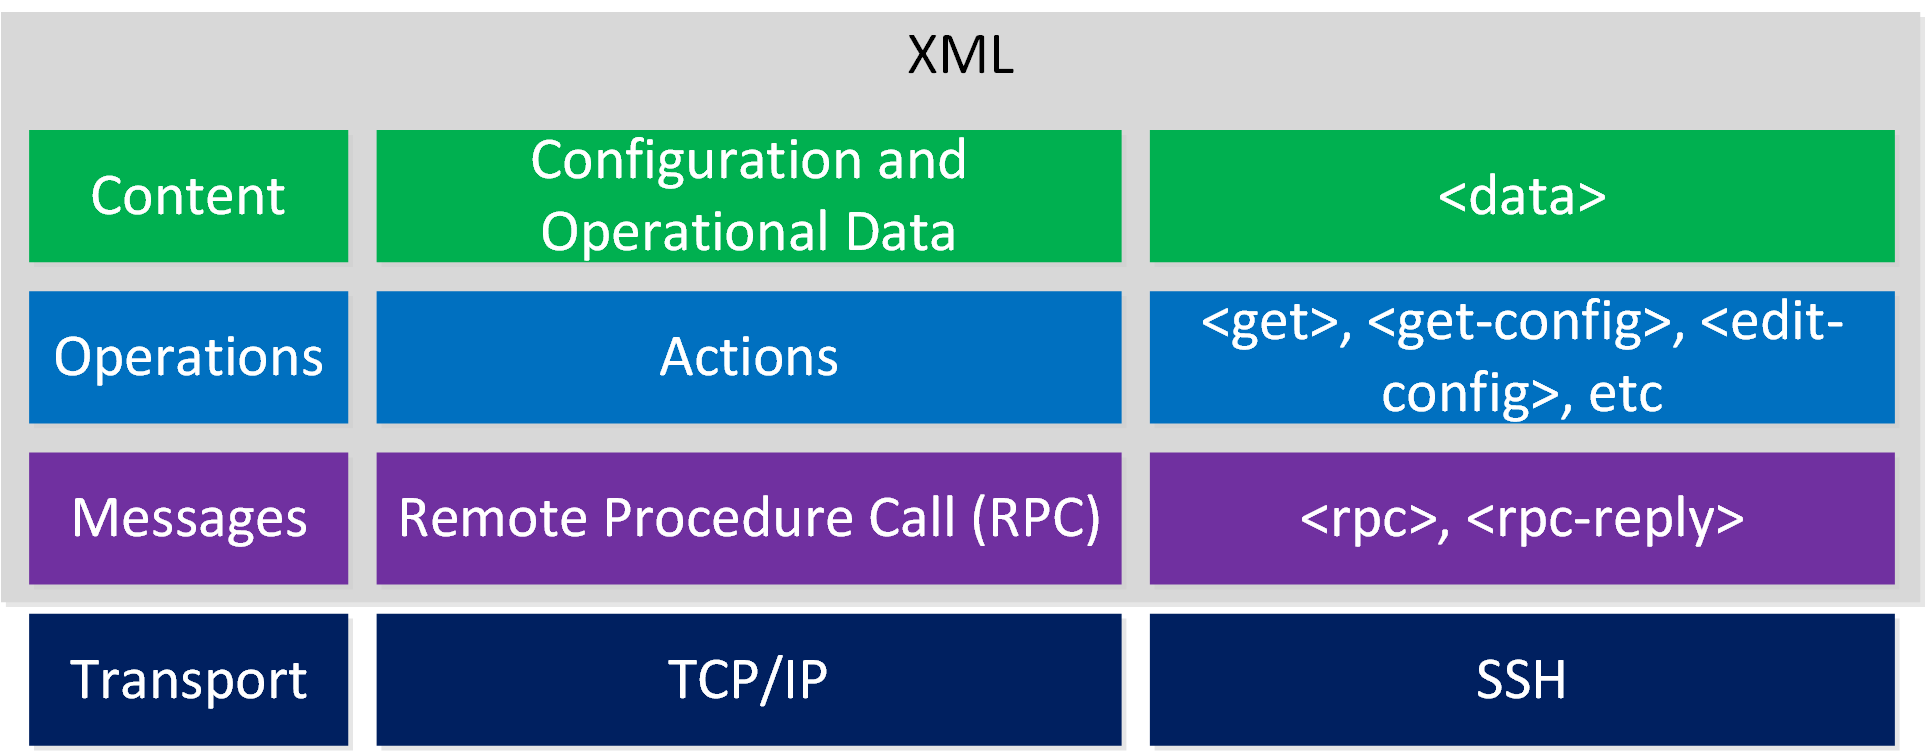 XML
Content
Configuration and
Operational Data
<data>
Operations
Actions
<get>, <get-config>, <edit-
config>, etc
Messages
Remote Procedure Call (RPC)
<rpc>, <rpc-reply>
Transport
TCP/IP
SSH